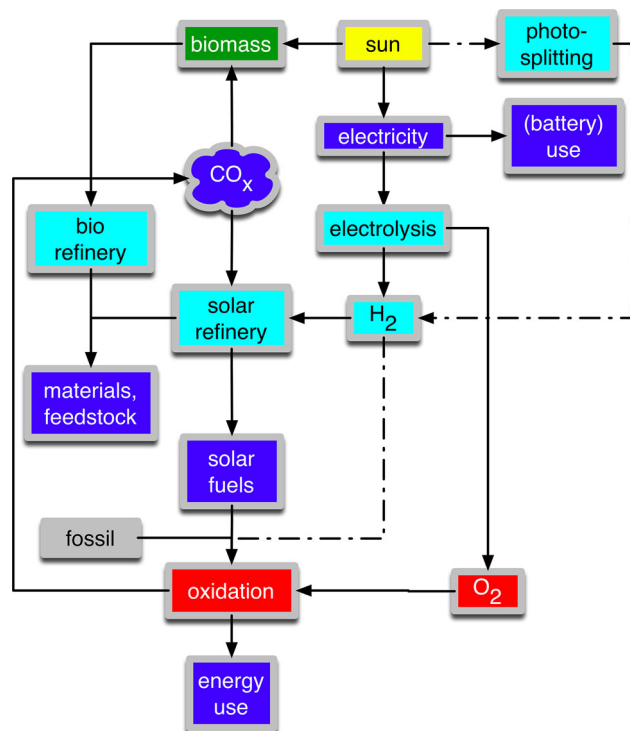 biomass
sun
photo-
splitting
electricity
(battery)
use
COx
bio
refinery
electrolysis
solar
refinery
H2
materials,
feedstock
solar
fuels
fossil
oxidation
O2
energy
use